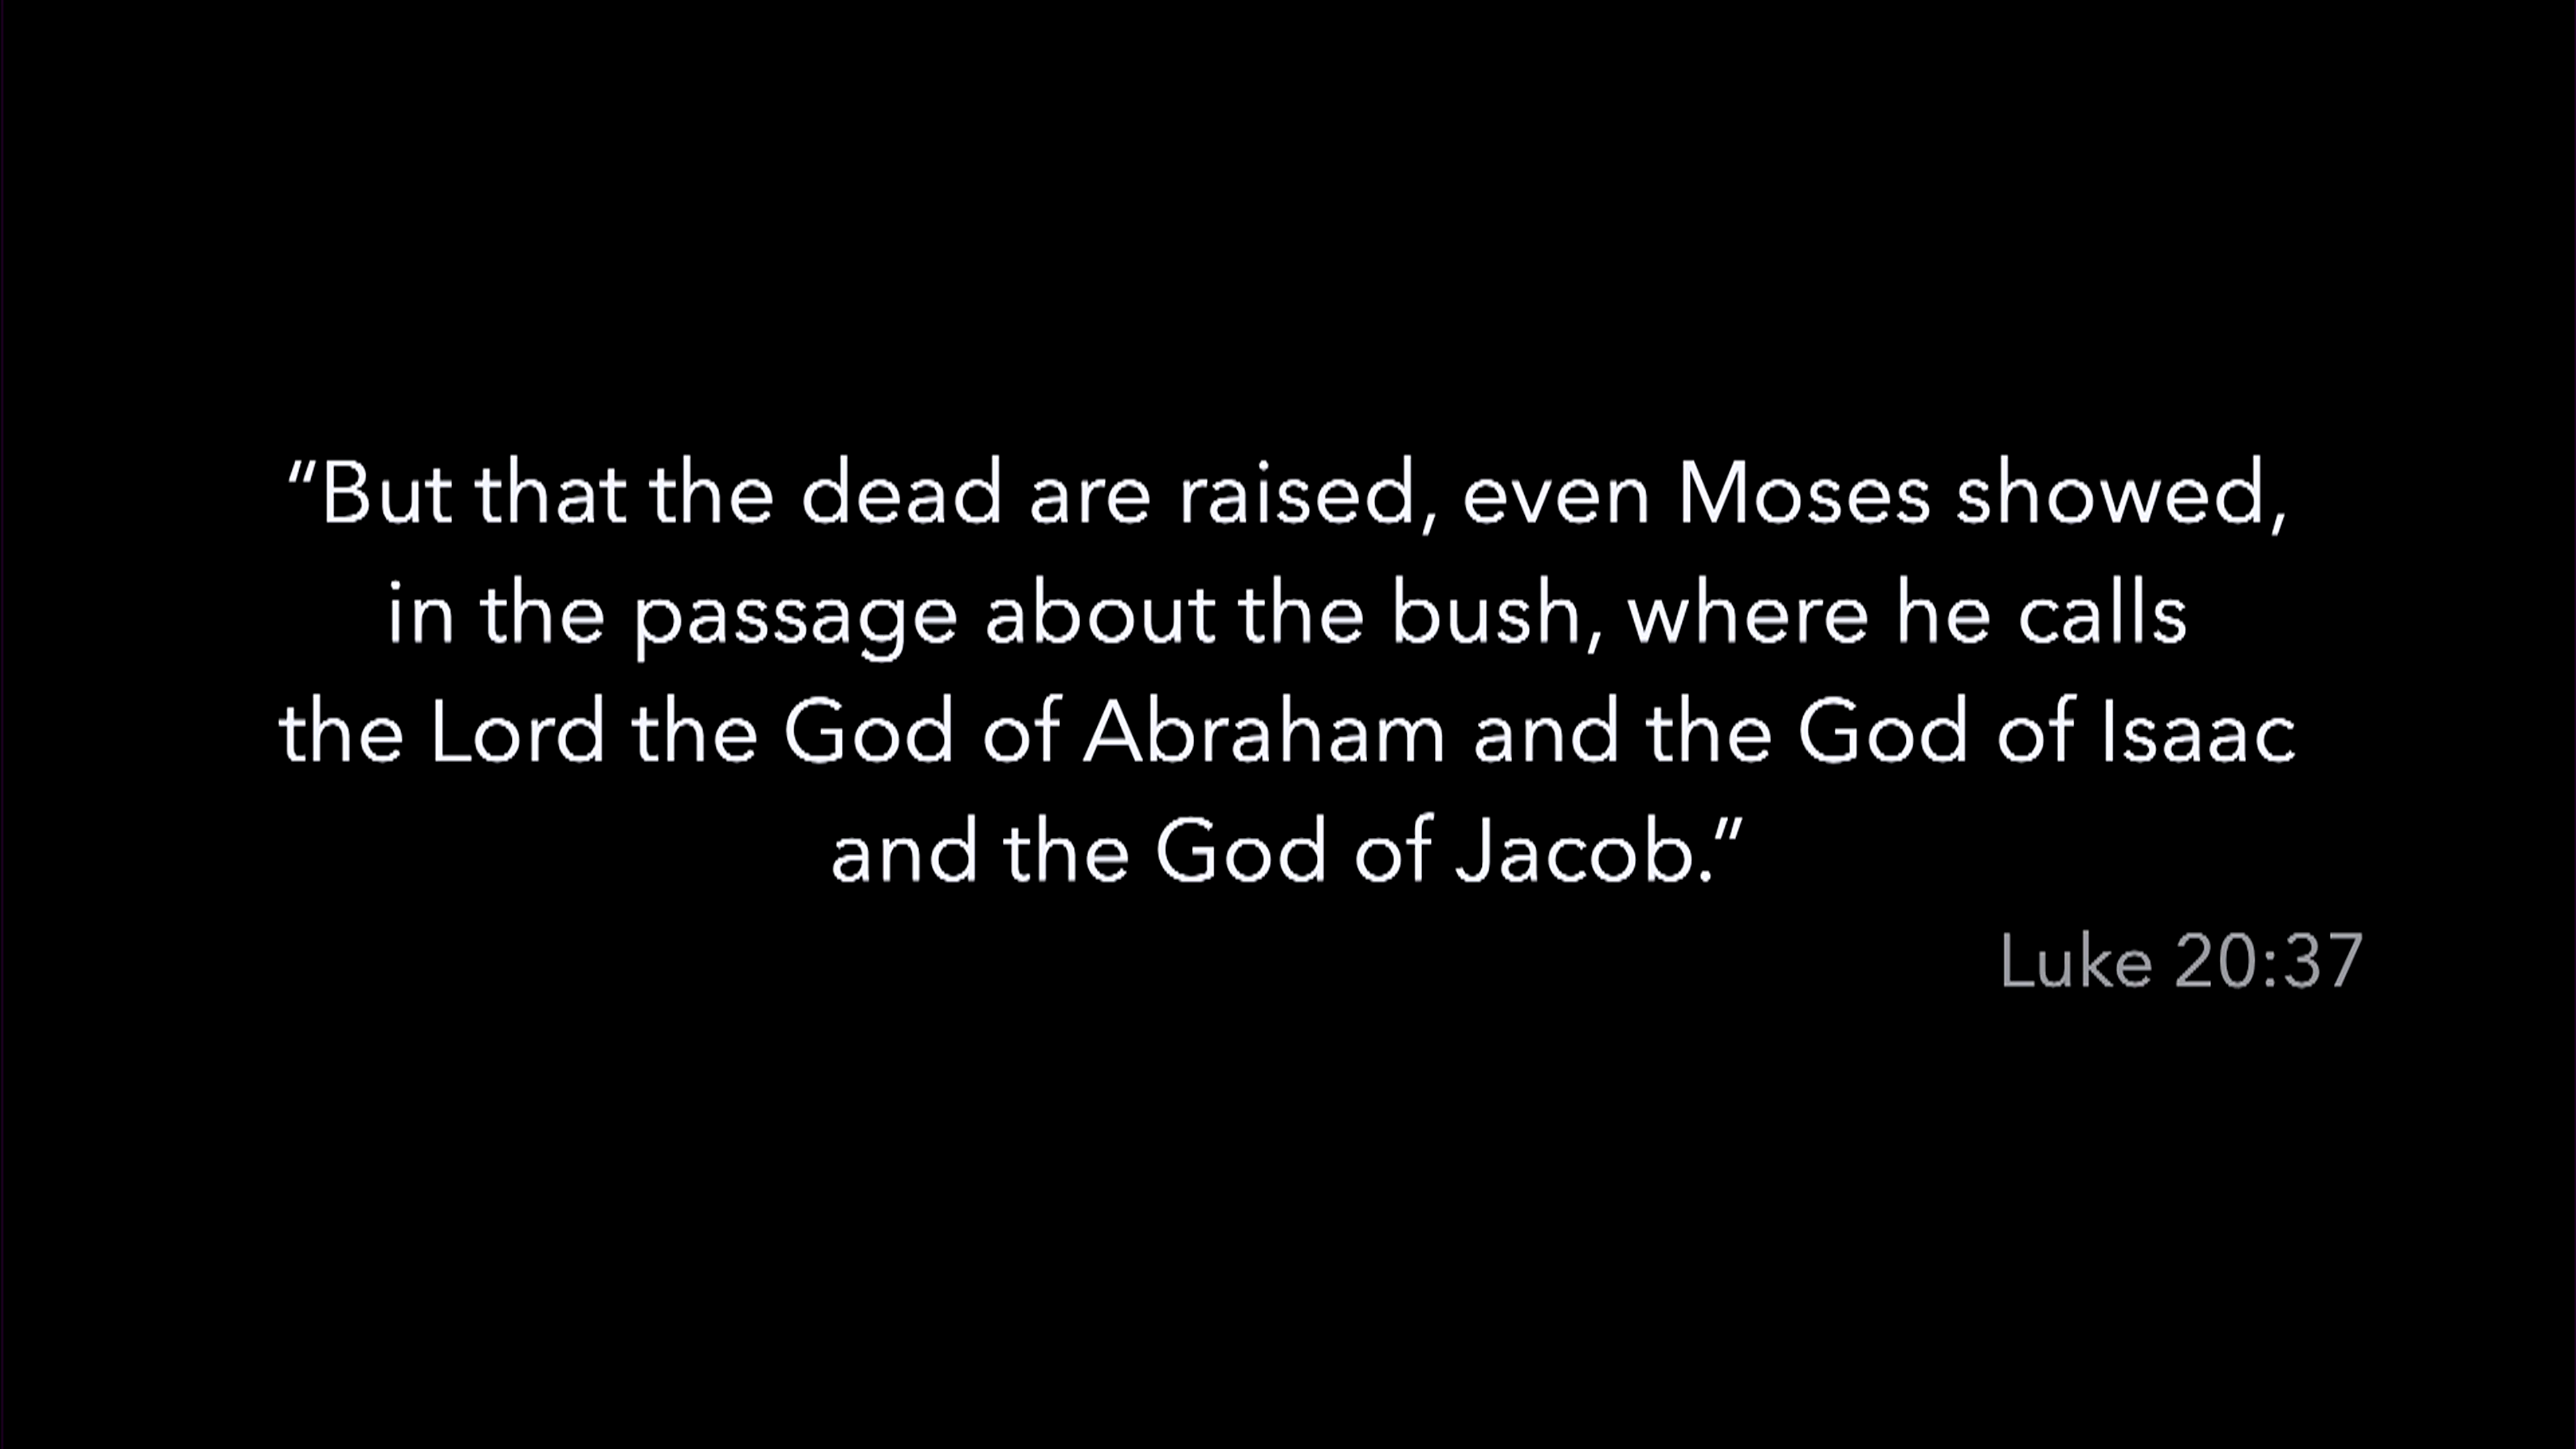 “But that the dead are raised, even Moses showed,
in the passage about the bush, where he calls
the Lord the God of Abraham and the God of Isaac
and the God of Jacob.”
Luke 20:37